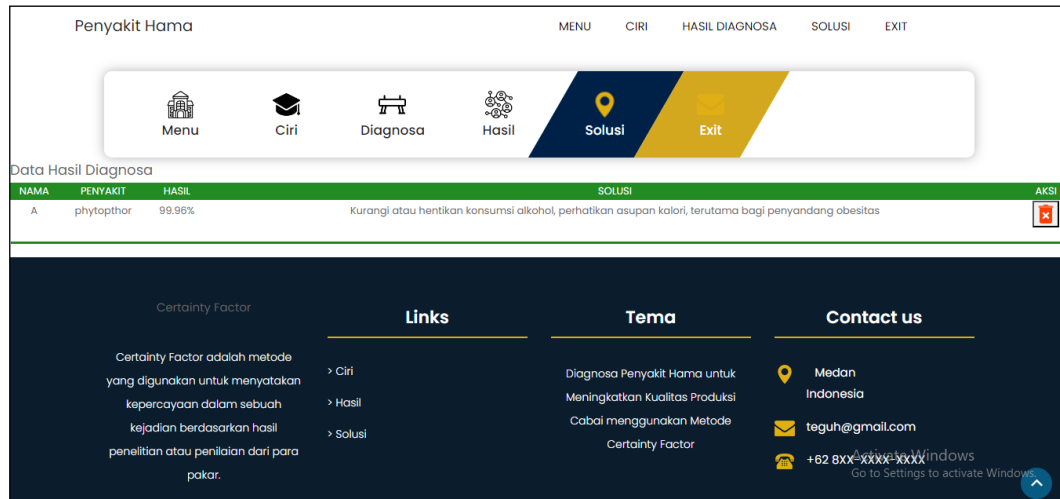 Penyakit Hama
MENU CIRI HASIL DIAGNOSA SOLUSI EXIT
Menu Ciri Diagnosa Hasil Solusi Exit
Data Hasil Diagnosa
NAMA PENYAKIT HASIL SOLUSI AKSI
A phytopthor 99.96% Kurangi atau hentikan konsumsi alkohol, perhatikan asupan kalori, terutama bagi penyandang obesitas
Certainty Factor
Certainty Factor adalah metode
yang digunakan untuk menyatakan
kepercayaan dalam sebuah
kejadian berdasarkan hasil
penelitian atau penilaian dari para
pakar.
Links
> Ciri
> Hasil
> Solusi
Tema
Diagnosa Penyakit Hama untuk
Meningkatkan Kualitas Produksi
Cabai menggunakan Metode
Certainty Factor
Contact us
Medan
Indonesia
teguh@gmail.com
+62 8XX-XXXX-XXXX
Activate Windows
Go to Settings to activate Windows.